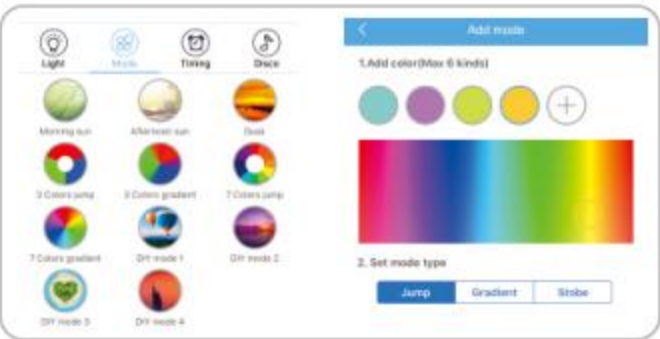 Light Mode Timing Disco
Morning sun Afternoon sun Dusk
3 Colors jump 3 Colors gradient 7 Colors jump
7 Colors gradient DIY mode 1 DIY mode 2
DIY mode 3 DIY mode 4
Add mode
1.Add color(Max 6 kinds)
2. Set mode type
Jump Gradient Stobe